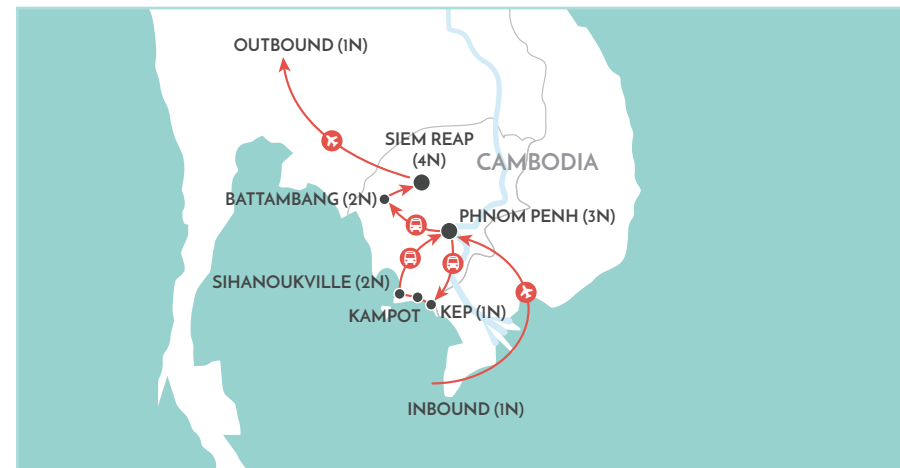 OUTBOUND (1N)
SIEM REAP
(4N)
CAMBODIA
BATTAMBANG (2N)
PHNOM PENH (3N)
SIHANOUKVILLE (2N)
KAMPOT
KEP (1N)
INBOUND (1N)